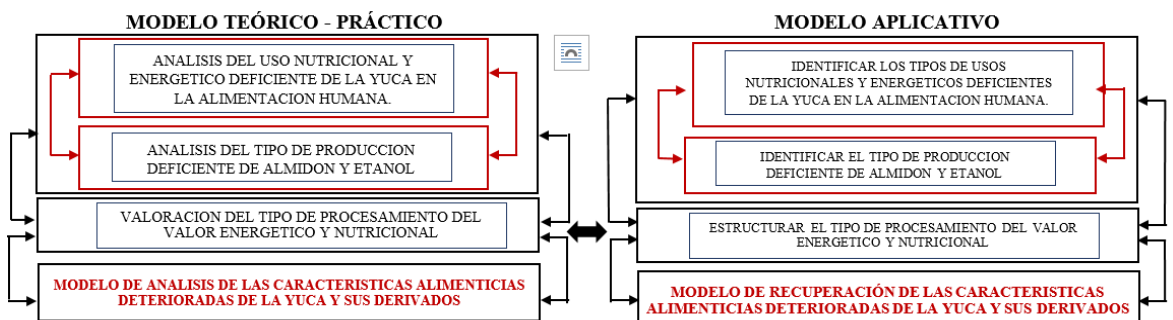 MODELO TEÓRICO - PRÁCTICO
ANALISIS DEL USO NUTRICIONAL Y
ENERGETICO DEFICIENTE DE LA YUCA EN
LA ALIMENTACION HUMANA.
ANALISIS DEL TIPO DE PRODUCCION
DEFICIENTE DE ALMIDON Y ETANOL
VALORACION DEL TIPO DE PROCESAMIENTO DEL
VALOR ENERGETICO Y NUTRICIONAL
MODELO DE ANALISIS DE LAS CARACTERISTICAS ALIMENTICIAS
DETERIORADAS DE LA YUCA Y SUS DERIVADOS
MODELO APLICATIVO
IDENTIFICAR LOS TIPOS DE USOS
NUTRICIONALES Y ENERGETICOS DEFICIENTES
DE LA YUCA EN LA ALIMENTACION HUMANA.
IDENTIFICAR EL TIPO DE PRODUCCION
DEFICIENTE DE ALMIDON Y ETANOL
ESTRUCTURAR EL TIPO DE PROCESAMIENTO DEL VALOR
ENERGETICO Y NUTRICIONAL
MODELO DE RECUPERACIÓN DE LAS CARACTERISTICAS
ALIMENTICIAS DETERIORADAS DE LA YUCA Y SUS DERIVADOS